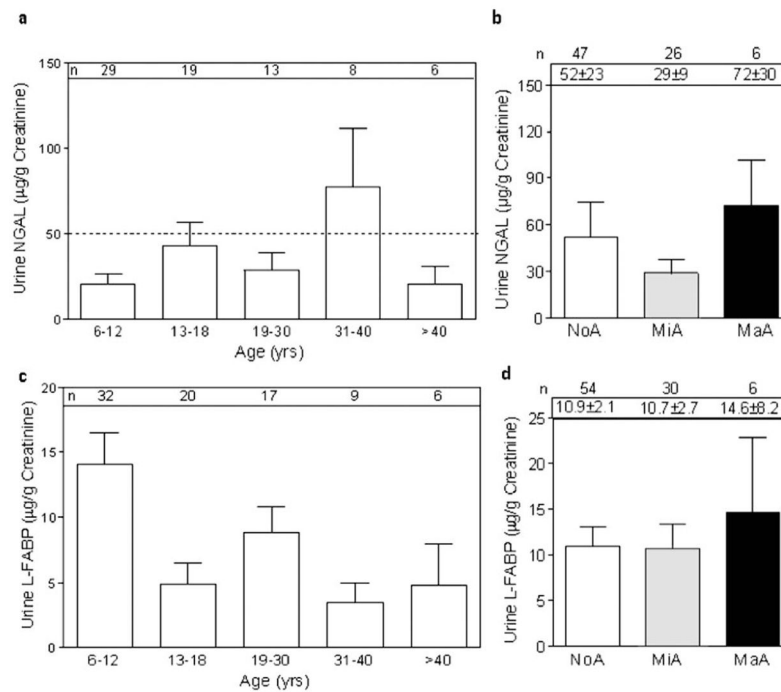 a
n 29 19 13 8 6
150
100
50
0
Urine NGAL (µg/g Creatinine)
6-12 13-18 19-30 31-40 >40
Age (yrs)
b
n 47 26 6
52±23 29±9 72±30
150
120
90
60
30
0
Urine NGAL (µg/g Creatinine)
NoA MiA MaA
c
n 32 20 17 9 6
20
15
10
5
0
Urine L-FABP (µg/g Creatinine)
6-12 13-18 19-30 31-40 >40
Age (yrs)
d
n 54 30 6
10.9±2.1 10.7±2.7 14.6±8.2
25
20
15
10
5
0
Urine L-FABP (µg/g Creatinine)
NoA MiA MaA